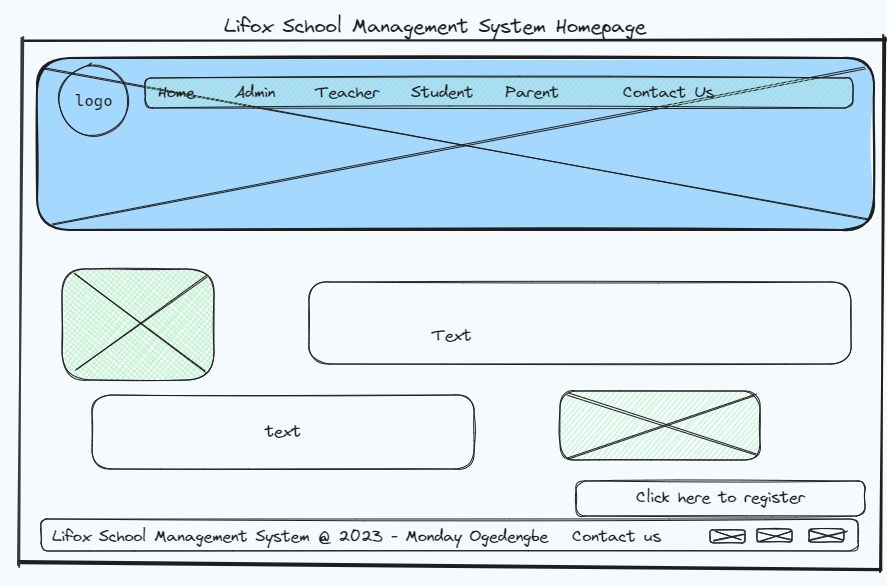 Lifox School Management System Homepage
logo
Home Admin Teacher Student Parent Contact Us
Text
text
Click here to register
Lifox School Management System @ 2023 - Monday Ogedengbe Contact us